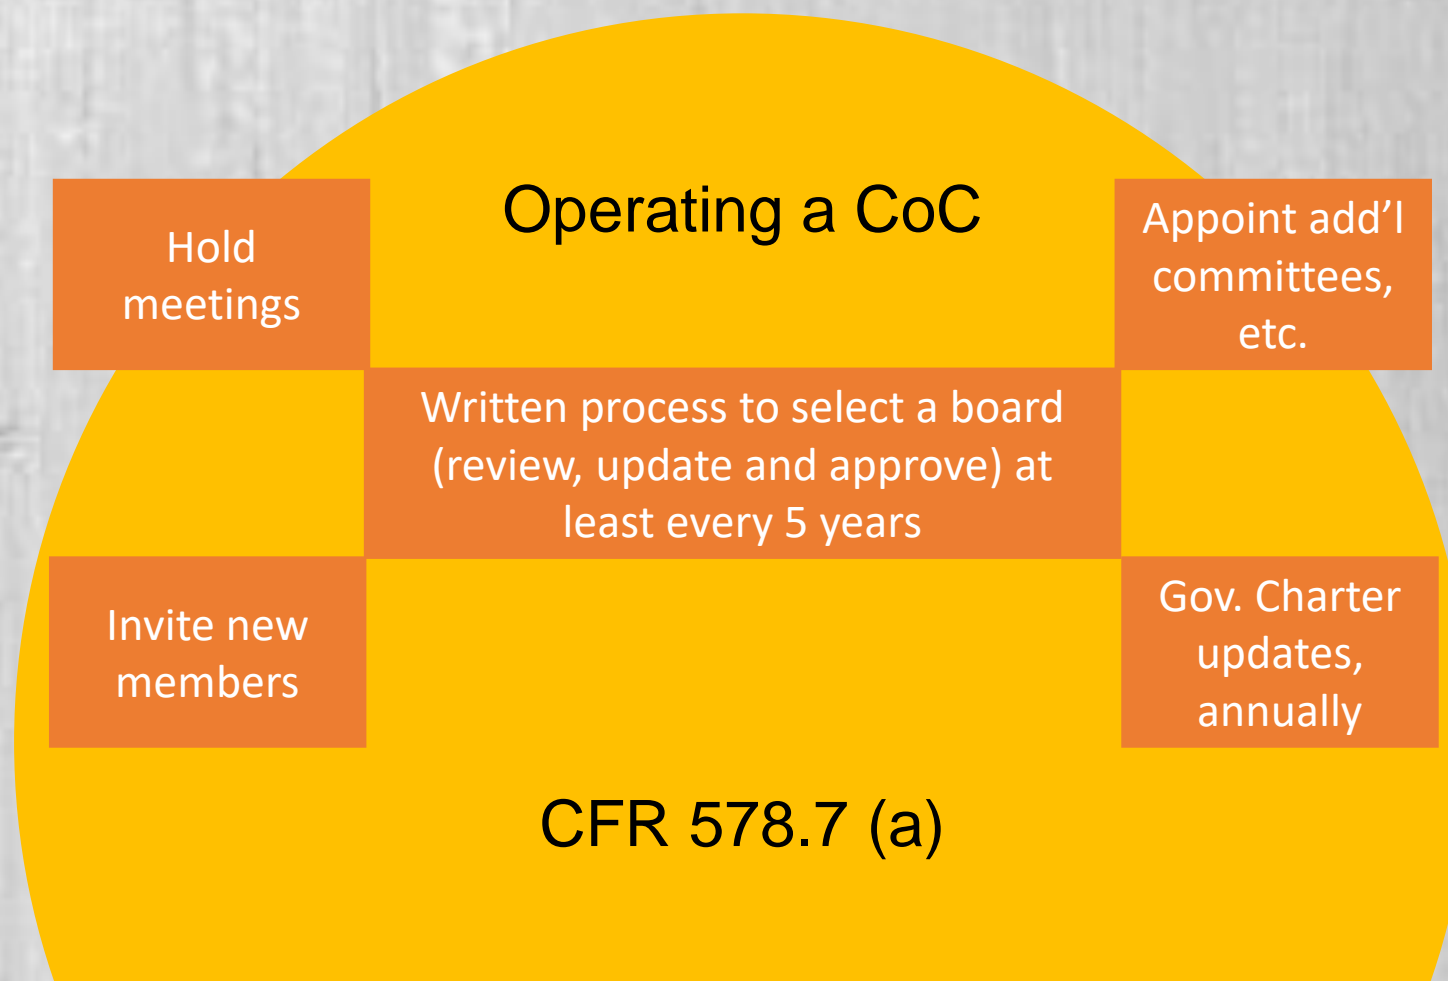 Operating a CoC
Hold
meetings
Appoint add’l
committees,
etc.
Written process to select a board
(review, update and approve) at
least every 5 years
Invite new
members
Gov. Charter
updates,
annually
CFR 578.7 (a)